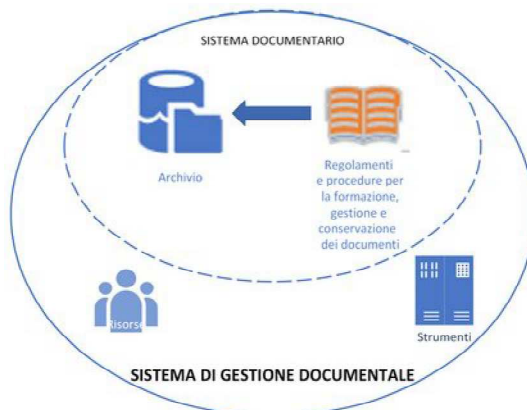 SISTEMA DOCUMENTARIO
Archivio
Regolamenti
e procedure per
la formazione,
gestione e
conservazione
dei documenti
Risorse
Strumenti
SISTEMA DI GESTIONE DOCUMENTALE